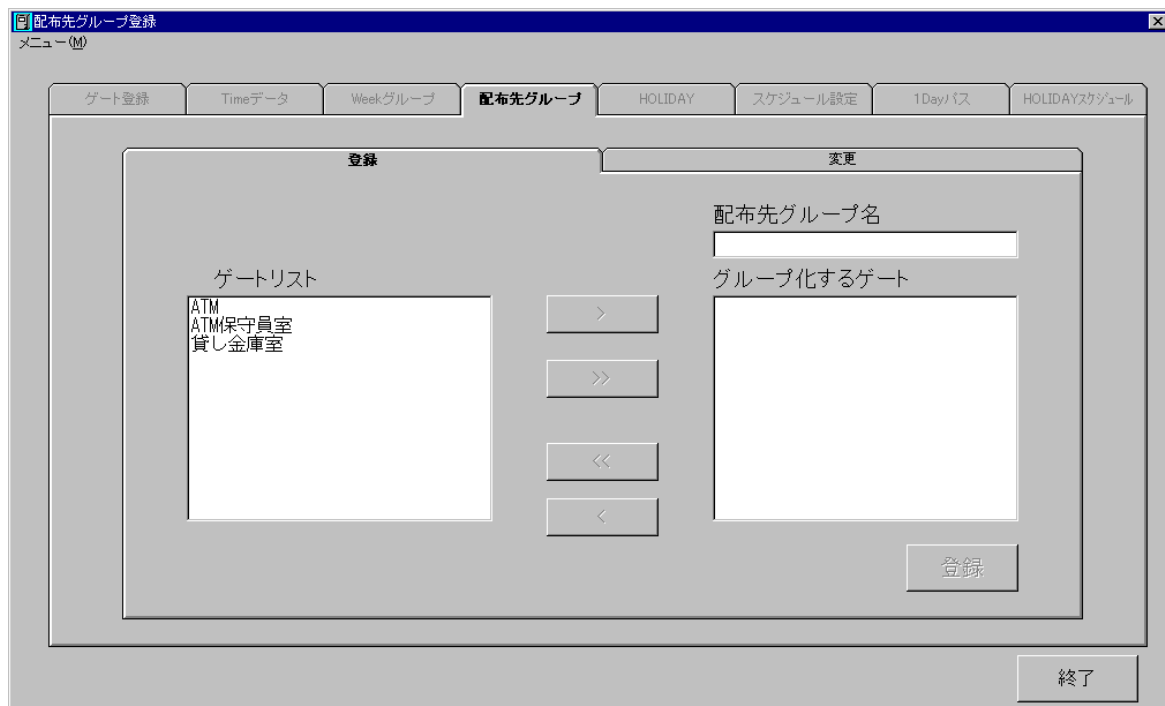 配布先グループ登録
メニュー(M)
ゲート登録
Timeデータ
Weekグループ
配布先グループ
HOLIDAY
スケジュール設定
1Dayパス
HOLIDAYスケジュール
登録
変更
配布先グループ名
ゲートリスト
グループ化するゲート
ATM
ATM保守員室
貸し金庫室
>
>>
<<
<
登録
終了